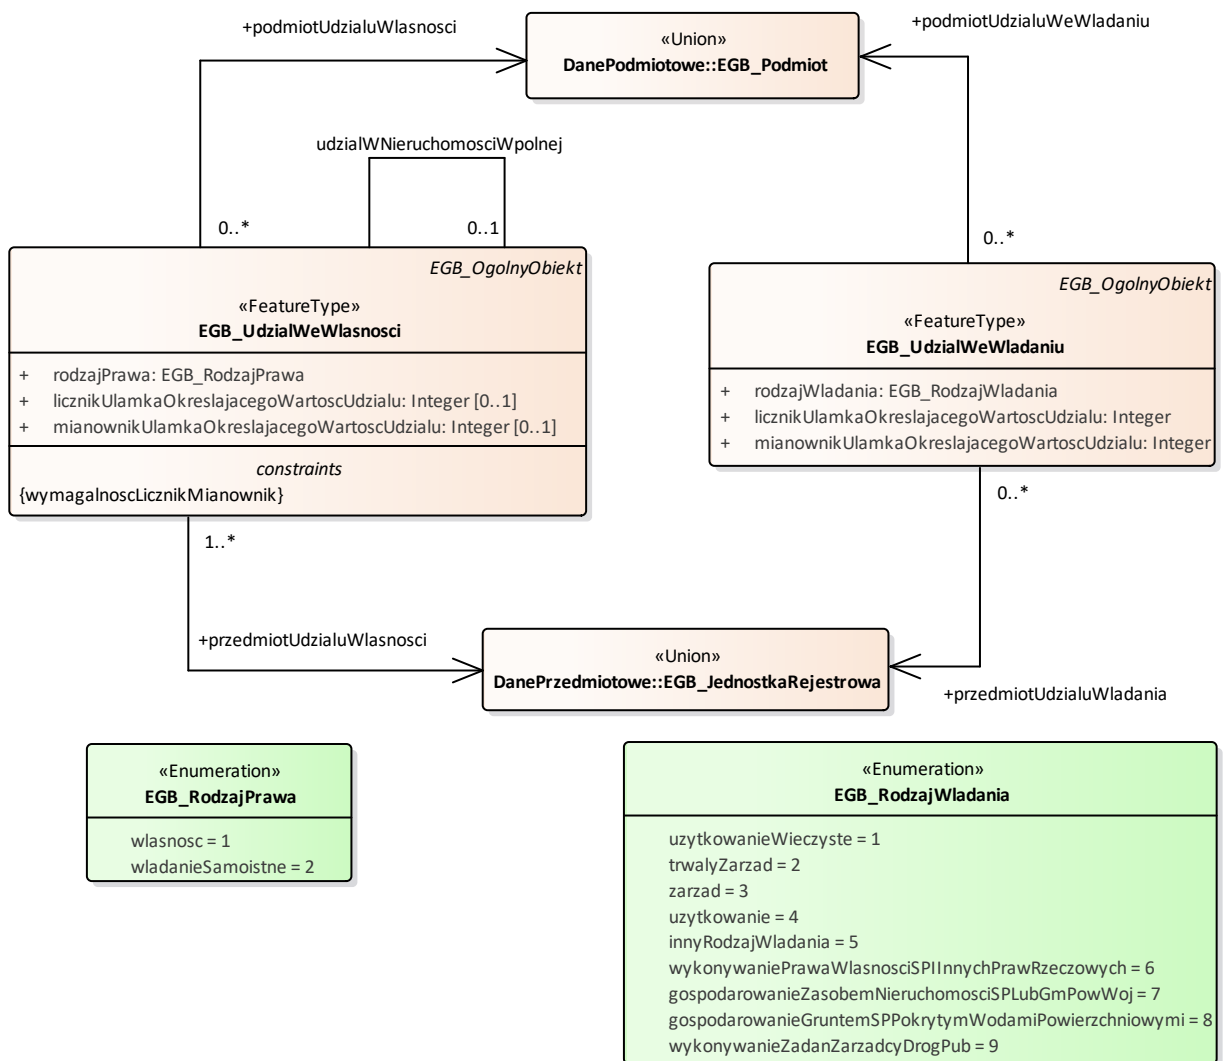 +podmiotUdzialuWlasnosci
«Union»
DanePodmiotowe::EGB_Podmiot
+podmiotUdzialuWeWladaniu
udzialWNieruchomosciWpolnej
0..*
0..1
0..*
EGB_OgolnyObiekt
«FeatureType»
EGB_UdzialWeWlasnosci
+ rodzajPrawa: EGB_RodzajPrawa
+ licznikUlamkaOkreslajacegoWartoscUdzialu: Integer [0..1]
+ mianownikUlamkaOkreslajacegoWartoscUdzialu: Integer [0..1]
constraints
{wymagalnoscLicznikMianownik}
EGB_OgolnyObiekt
«FeatureType»
EGB_UdzialWeWladaniu
+ rodzajWladania: EGB_RodzajWladania
+ licznikUlamkaOkreslajacegoWartoscUdzialu: Integer
+ mianownikUlamkaOkreslajacegoWartoscUdzialu: Integer
1..*
0..*
+przedmiotUdzialuWlasnosci
«Union»
DanePrzedmiotowe::EGB_JednostkaRejestrowa
+przedmiotUdzialuWladania
«Enumeration»
EGB_RodzajPrawa
wlasnosc = 1
wladanieSamoistne = 2
«Enumeration»
EGB_RodzajWladania
uzytkowanieWieczyste = 1
trwalyZarzad = 2
zarzad = 3
uzytkowanie = 4
innyRodzajWladania = 5
wykonywaniePrawaWlasnosciSPIInnychPrawRzeczowych = 6
gospodarowanieZasobemNieruchomosciSPLubGmPowWoj = 7
gospodarowanieGruntemSPPokrytymWodamiPowierzchniowymi = 8
wykonywanieZadanZarzadcyDrogPub = 9